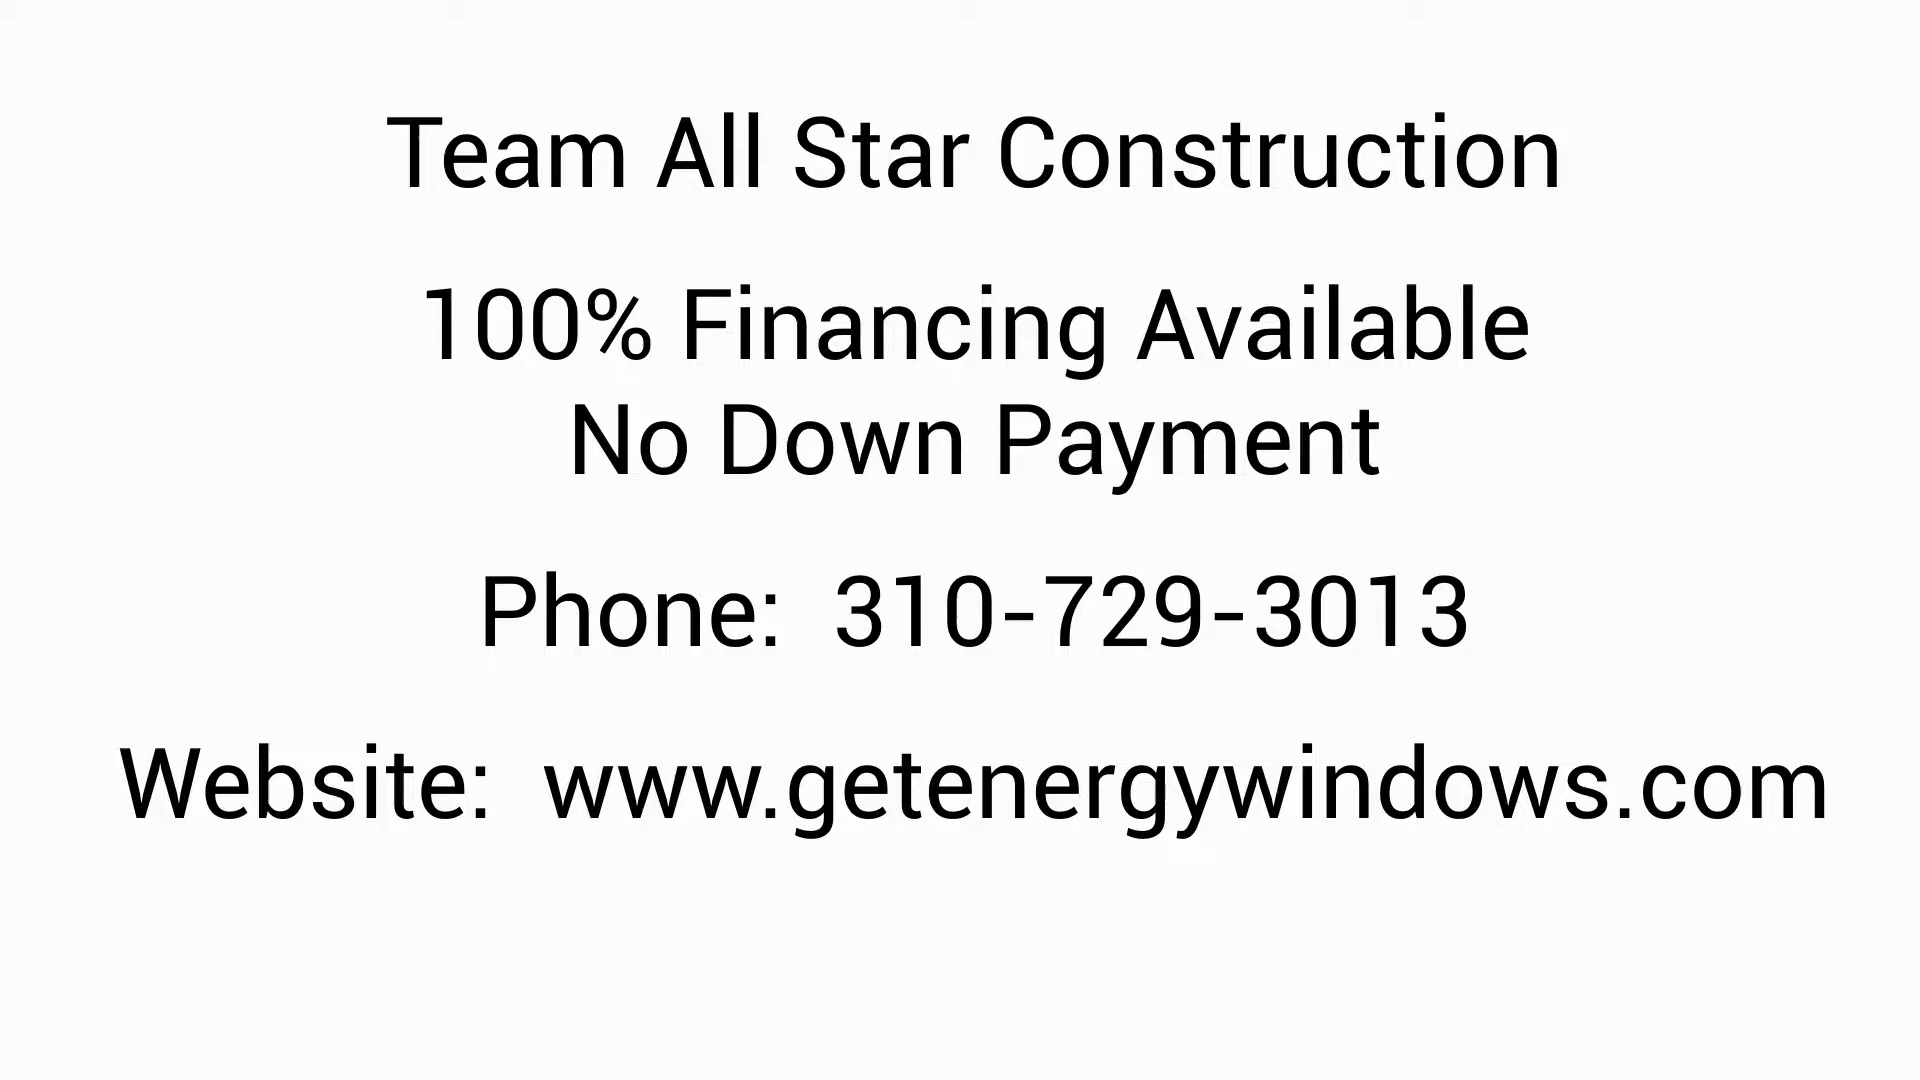 Team All Star Construction
100% Financing Available
No Down Payment
Phone:  310-729-3013
Website:  www.getenergywindows.com